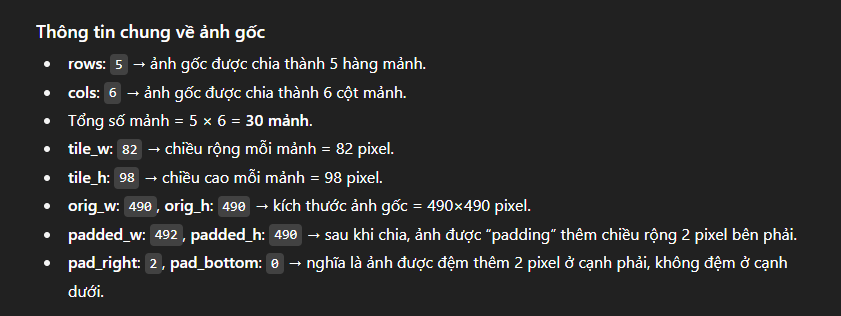 Thông tin chung về ảnh gốc
• rows: 5 → ảnh gốc được chia thành 5 hàng mảnh.
• cols: 6 → ảnh gốc được chia thành 6 cột mảnh.
• Tổng số mảnh = 5 × 6 = 30 mảnh.
• tile_w: 82 → chiều rộng mỗi mảnh = 82 pixel.
• tile_h: 98 → chiều cao mỗi mảnh = 98 pixel.
• orig_w: 490, orig_h: 490 → kích thước ảnh gốc = 490×490 pixel.
• padded_w: 492, padded_h: 490 → sau khi chia, ảnh được “padding” thêm chiều rộng 2 pixel bên phải.
• pad_right: 2, pad_bottom: 0 → nghĩa là ảnh được đệm thêm 2 pixel ở cạnh phải, không đệm ở cạnh
dưới.